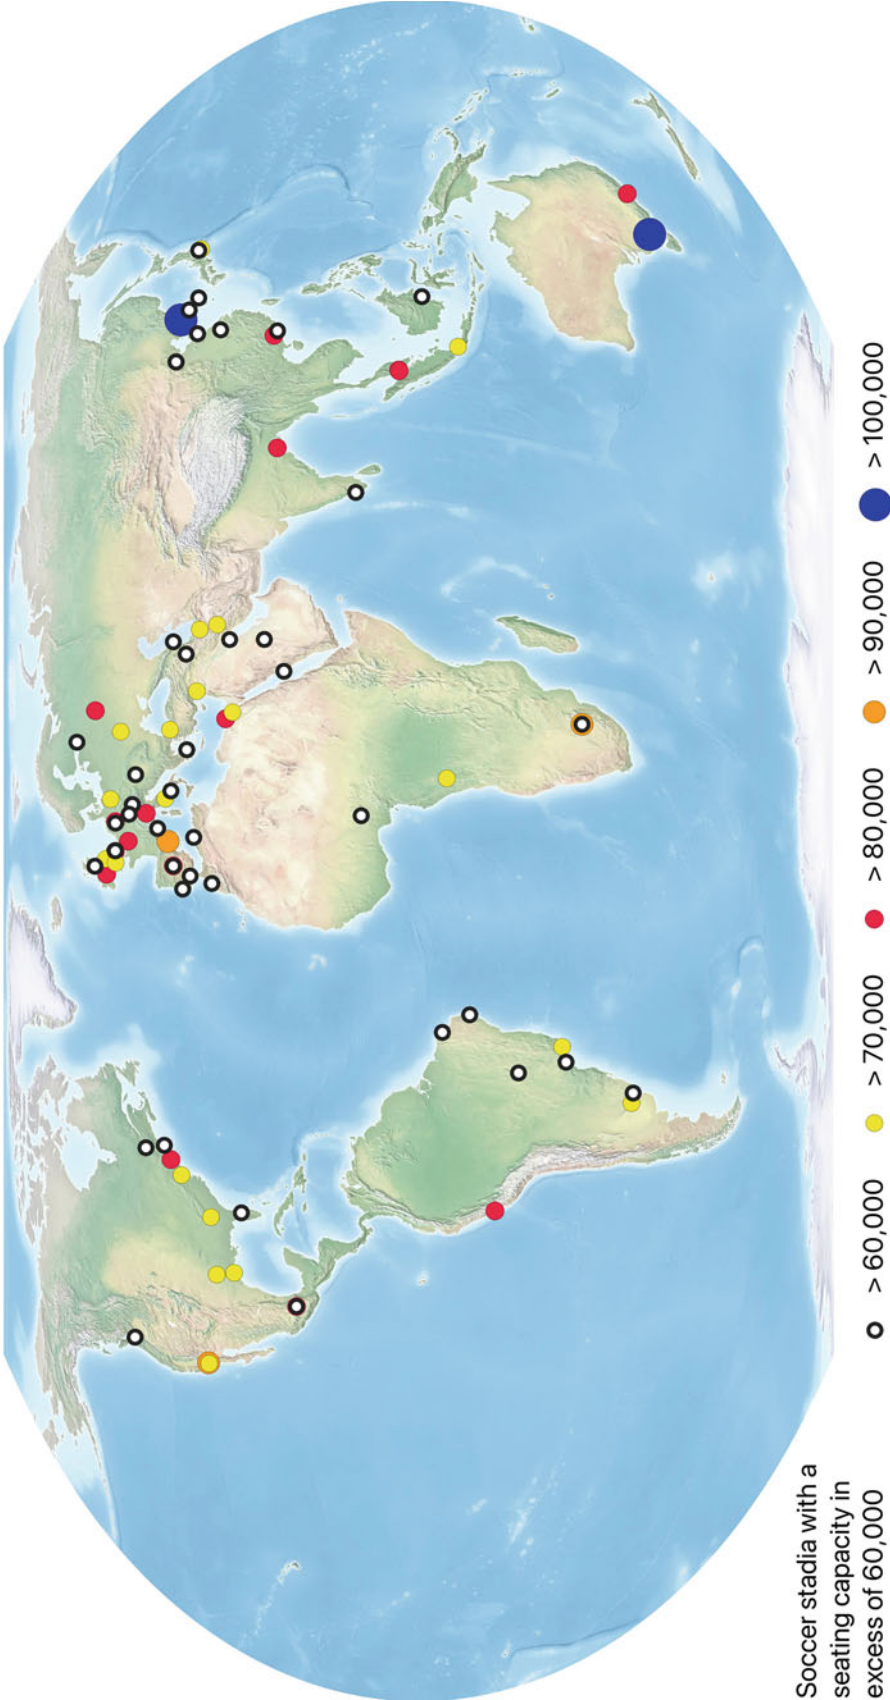 Soccer stadia with a
seating capacity in
excess of 60,000
> 60,000
> 70,000
> 80,000
> 90,000
> 100,000